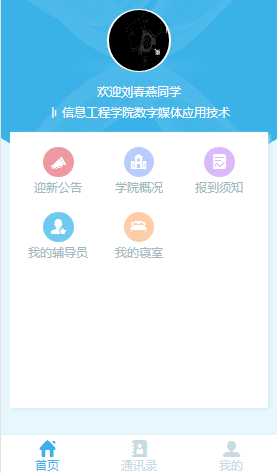 欢迎刘春燕同学
信息工程学院数字媒体应用技术
迎新公告 学院概况 报到须知
我的辅导员 我的寝室
首页 通讯录 我的